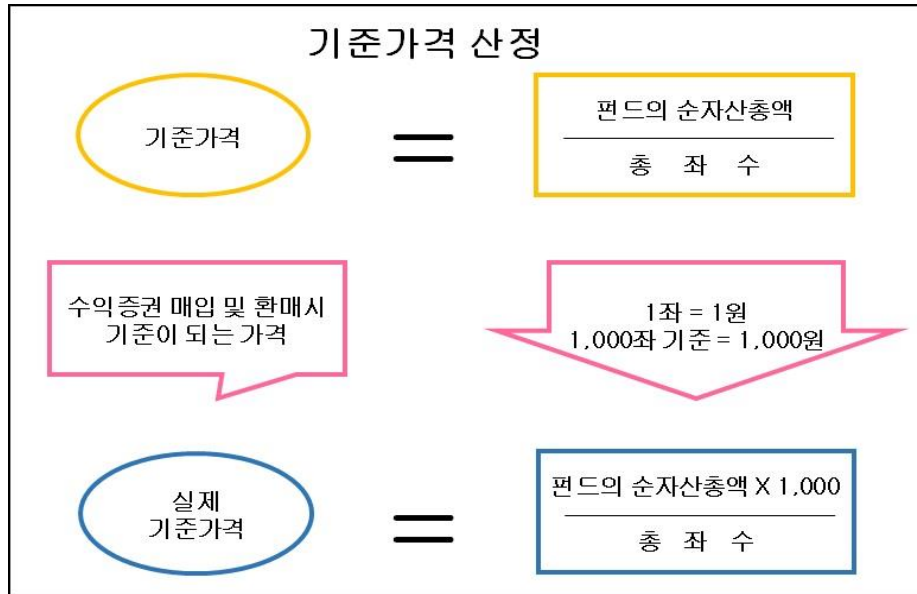 기준가격 산정
기준가격
=
펀드의 순자산총액
총 좌 수
수익증권 매입 및 환매시
기준이 되는 가격
1좌 = 1원
1,000좌 기준 = 1,000원
실제
기준가격
=
펀드의 순자산총액 X 1,000
총 좌 수